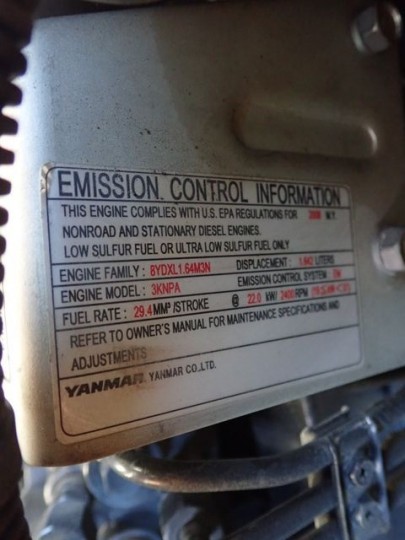 EMISSION CONTROL INFORMATION
THIS ENGINE COMPLIES WITH U.S. EPA REGULATIONS FOR 2008 M.Y.
NONROAD AND STATIONARY DIESEL ENGINES.
LOW SULFUR FUEL OR ULTRA LOW SULFUR FUEL ONLY
ENGINE FAMILY : 8YDXL1.64M3N DISPLACEMENT : 1.642 LITERS
ENGINE MODEL : 3KNPA EMISSION CONTROL SYSTEM : EM
FUEL RATE : 29.4 MM³ /STROKE @ 22.0 kW/ 2400 RPM
REFER TO OWNER'S MANUAL FOR MAINTENANCE SPECIFICATIONS AND
ADJUSTMENTS
YANMAR YANMAR CO.,LTD.